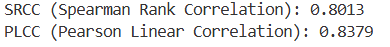 SRCC (Spearman Rank Correlation): 0.8013
PLCC (Pearson Linear Correlation): 0.8379